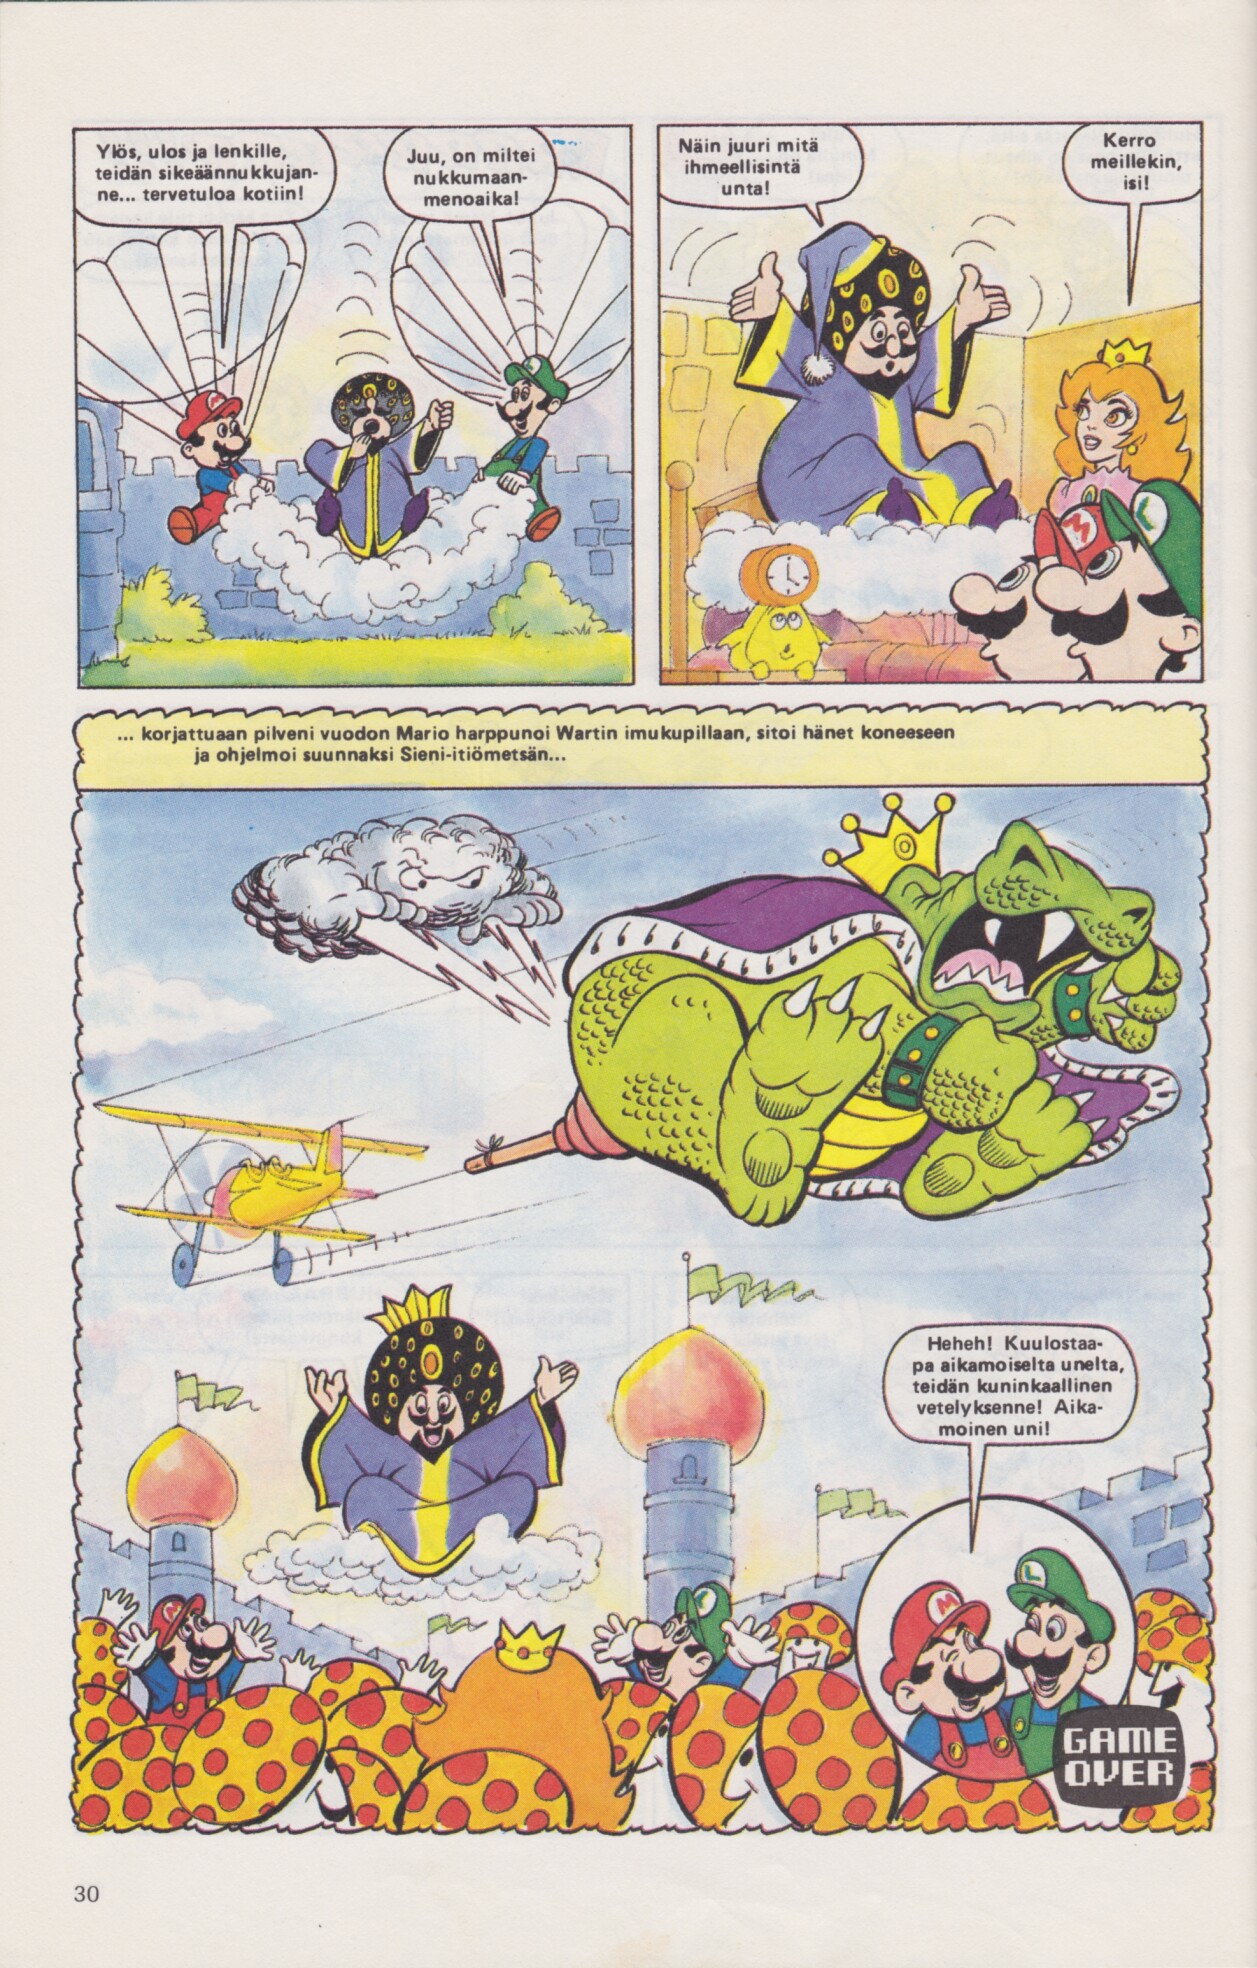 Ylös, ulos ja lenkille,
teidän sikeäännukkujan-
ne... tervetuloa kotiin!
Juu, on miltei
nukkumaan-
menoaika!
Näin juuri mitä
ihmeellisintä
unta!
Kerro
meillekin,
isi!
... korjattuaan pilveni vuodon Mario harppunoi Wartin imukupillaan, sitoi hänet koneeseen
ja ohjelmoi suunnaksi Sieni-itiömetsän...
Heheh! Kuulostaa-
pa aikamoiselta unelta,
teidän kuninkaallinen
vetelyksenne! Aika-
moinen uni!
M
L
M
L
M
L
GAME
OVER
30